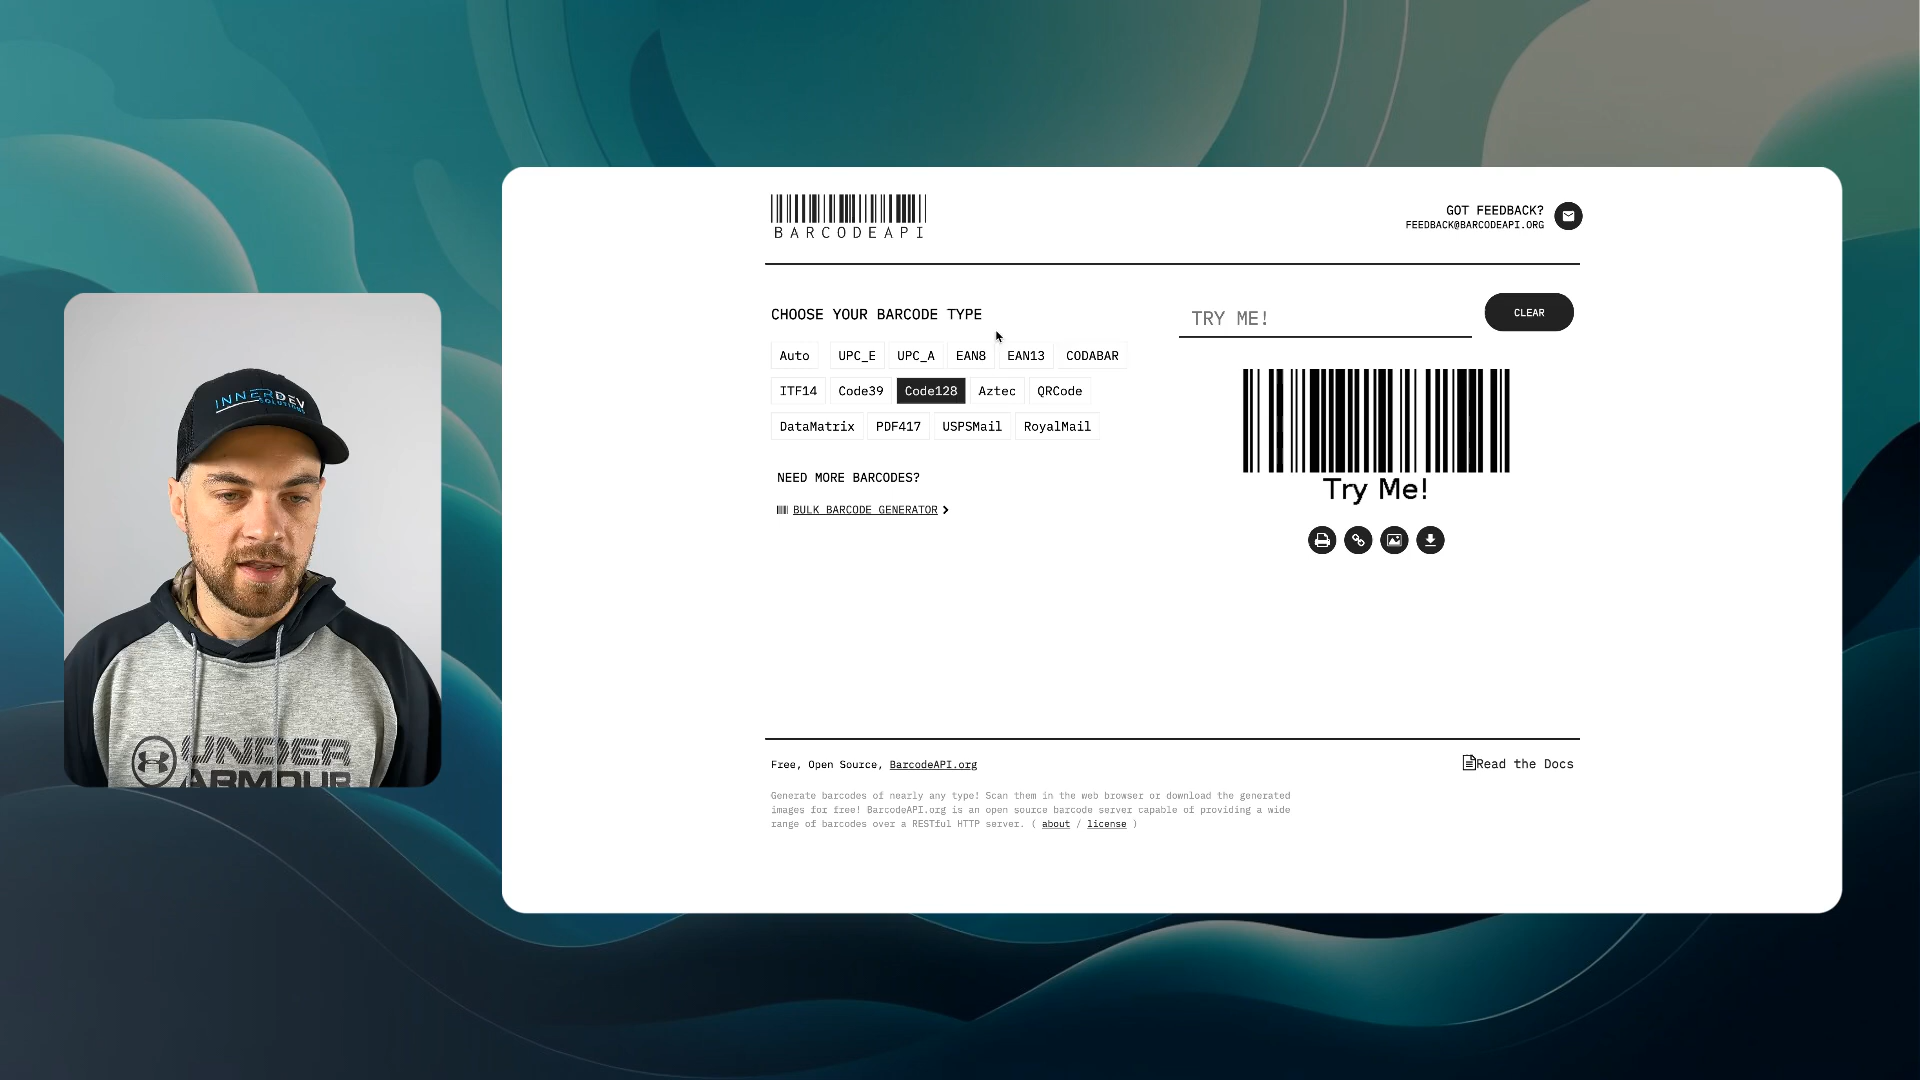 INNERDEV
SOLUTIONS
UNDER
ARMOUR
BARCODEAPI
GOT FEEDBACK?
FEEDBACK@BARCODEAPI.ORG
CHOOSE YOUR BARCODE TYPE
Auto UPC_E UPC_A EAN8 EAN13 CODABAR
ITF14 Code39 Code128 Aztec QRCode
DataMatrix PDF417 USPSMail RoyalMail
NEED MORE BARCODES?
BULK BARCODE GENERATOR
TRY ME!
CLEAR
Try Me!
Free, Open Source, BarcodeAPI.org
Read the Docs
Generate barcodes of nearly any type! Scan them in the web browser or download the generated
images for free! BarcodeAPI.org is an open source barcode server capable of providing a wide
range of barcodes over a RESTful HTTP server. ( about / license )